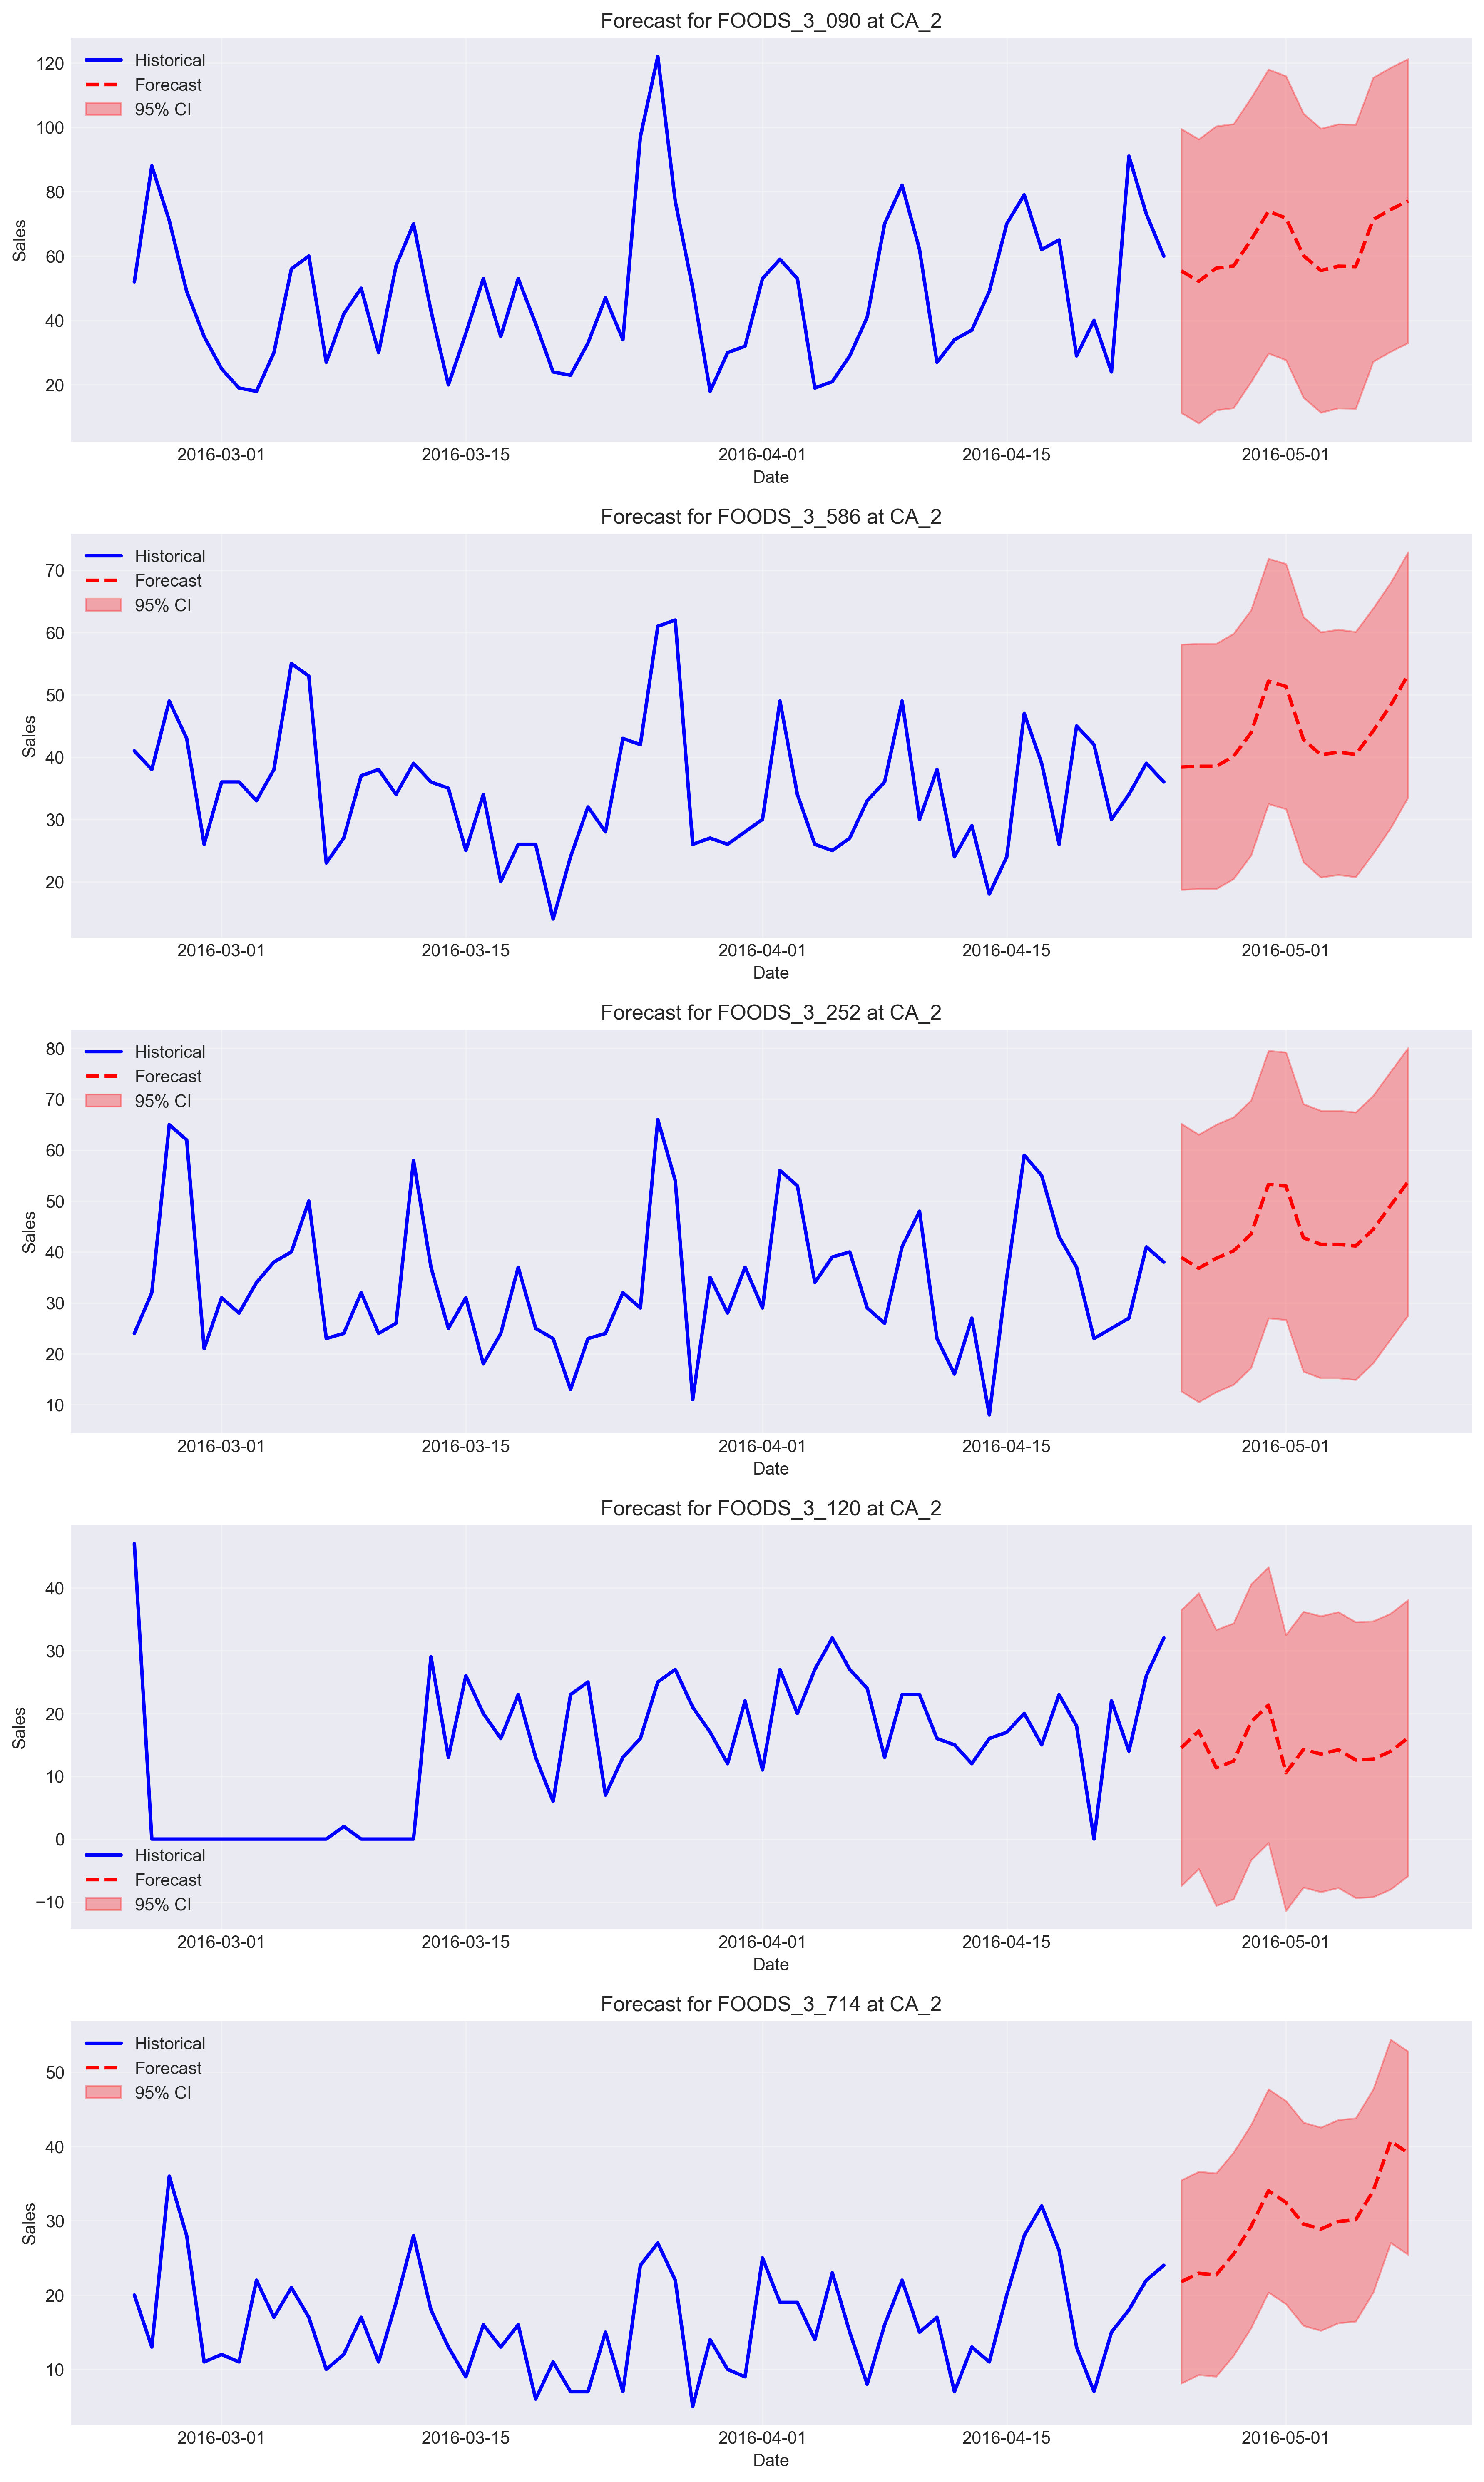 Forecast for FOODS_3_090 at CA_2
Historical
Forecast
95% CI
120
100
80
60
40
20
Sales
2016-03-01 2016-03-15 2016-04-01 2016-04-15 2016-05-01
Date
Forecast for FOODS_3_586 at CA_2
Historical
Forecast
95% CI
70
60
50
40
30
20
Sales
2016-03-01 2016-03-15 2016-04-01 2016-04-15 2016-05-01
Date
Forecast for FOODS_3_252 at CA_2
Historical
Forecast
95% CI
80
70
60
50
40
30
20
10
Sales
2016-03-01 2016-03-15 2016-04-01 2016-04-15 2016-05-01
Date
Forecast for FOODS_3_120 at CA_2
40
30
20
10
0
−10
Sales
Historical
Forecast
95% CI
2016-03-01 2016-03-15 2016-04-01 2016-04-15 2016-05-01
Date
Forecast for FOODS_3_714 at CA_2
Historical
Forecast
95% CI
50
40
30
20
10
Sales
2016-03-01 2016-03-15 2016-04-01 2016-04-15 2016-05-01
Date